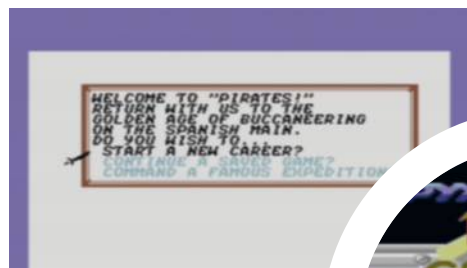 WELCOME TO "PIRATES!"
RETURN WITH US TO THE
GOLDEN AGE OF BUCCANEERING
ON THE SPANISH MAIN.
DO YOU WISH TO...
START A NEW CAREER?
CONTINUE A SAVED GAME?
COMMAND A FAMOUS EXPEDITION